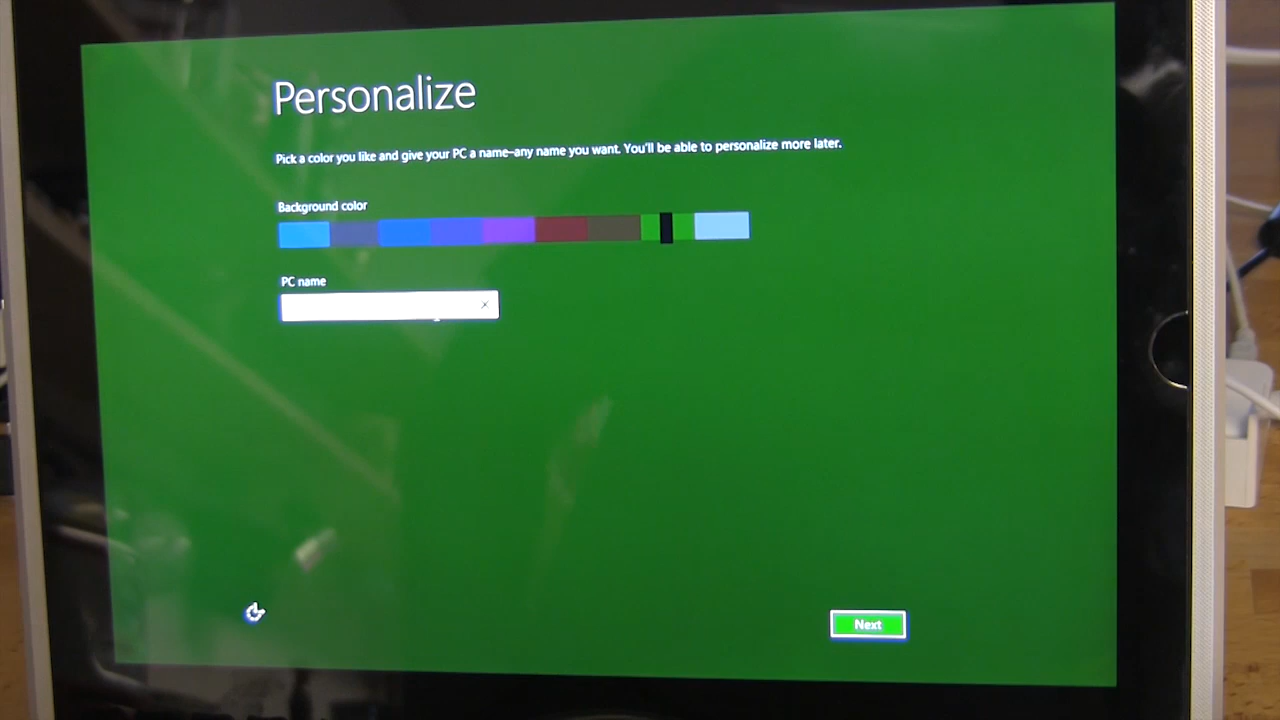 Personalize
Pick a color you like and give your PC a name–any name you want. You'll be able to personalize more later.
Background color
PC name
Next